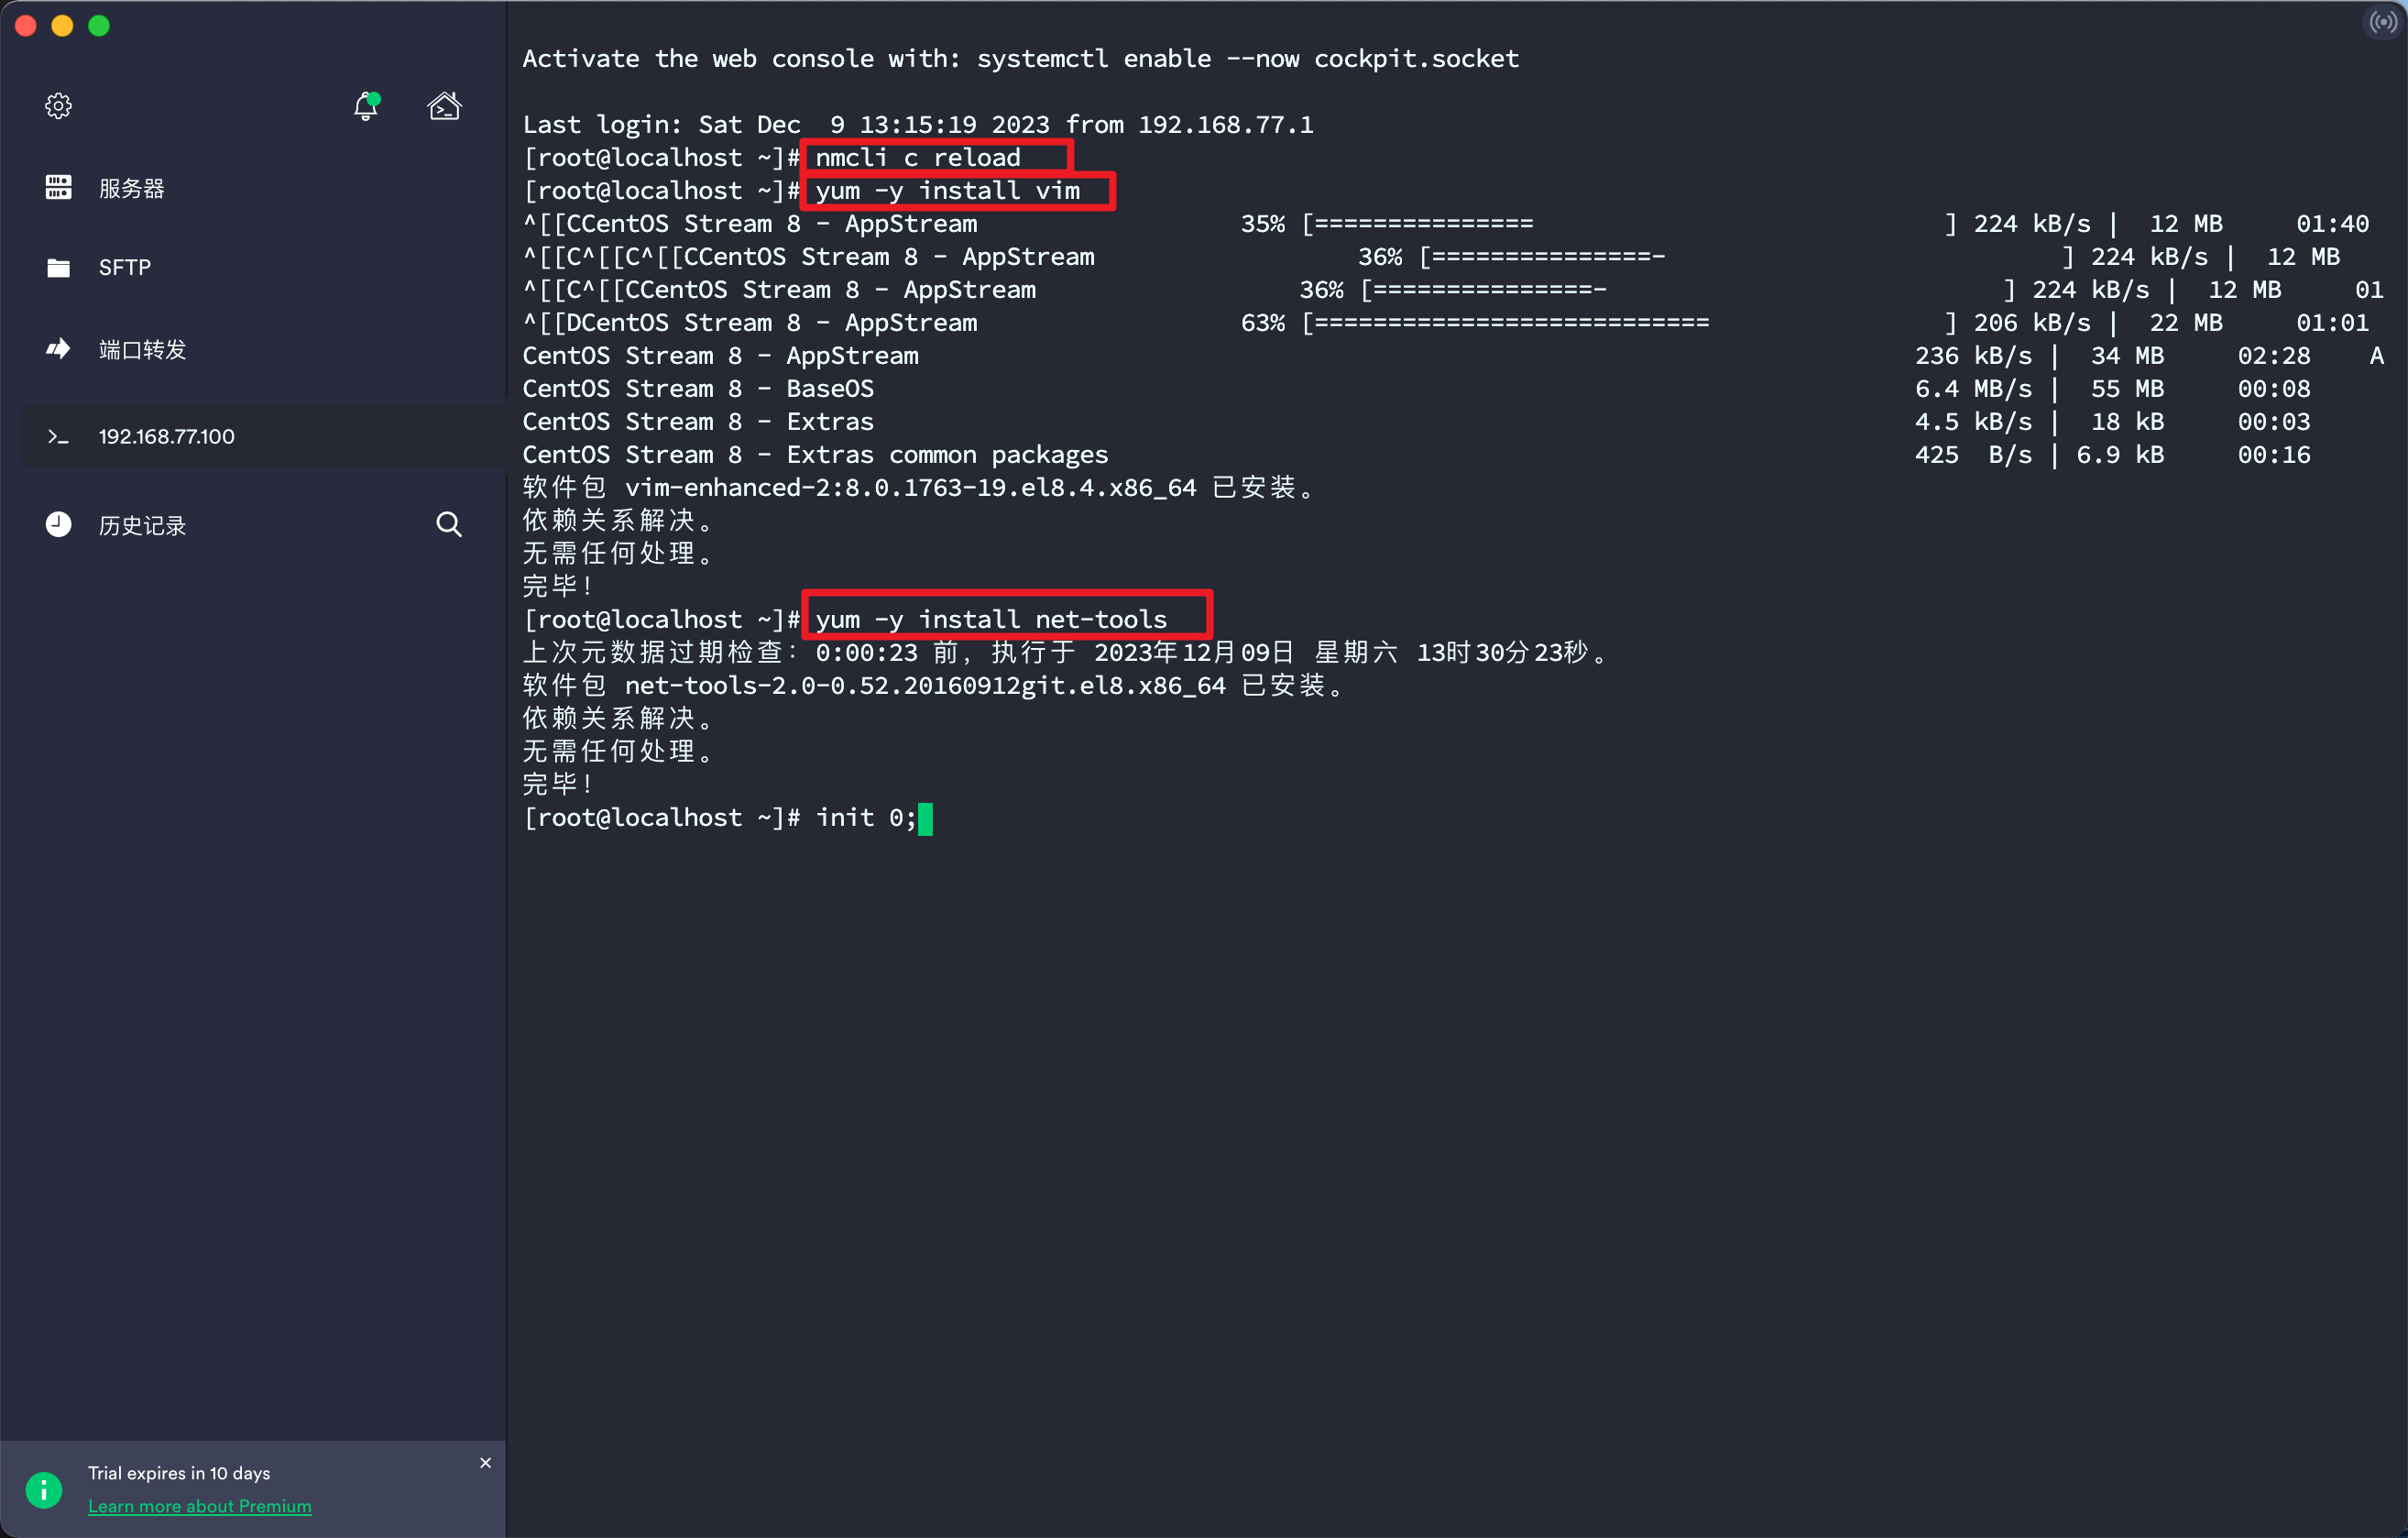 服务器
SFTP
端口转发
192.168.77.100
历史记录
Trial expires in 10 days
Learn more about Premium
Activate the web console with: systemctl enable --now cockpit.socket
Last login: Sat Dec  9 13:15:19 2023 from 192.168.77.1
[root@localhost ~]# nmcli c reload
[root@localhost ~]# yum -y install vim
^[[CCentOS Stream 8 - AppStream 35% [=============== ] 224 kB/s |  12 MB     01:40
^[[C^[[C^[[CCentOS Stream 8 - AppStream 36% [===============- ] 224 kB/s |  12 MB
^[[C^[[CCentOS Stream 8 - AppStream 36% [===============- ] 224 kB/s |  12 MB     01
^[[DCentOS Stream 8 - AppStream 63% [=========================== ] 206 kB/s |  22 MB     01:01
CentOS Stream 8 - AppStream 236 kB/s |  34 MB     02:28    A
CentOS Stream 8 - BaseOS 6.4 MB/s |  55 MB     00:08
CentOS Stream 8 - Extras 4.5 kB/s |  18 kB     00:03
CentOS Stream 8 - Extras common packages 425  B/s | 6.9 kB     00:16
软件包 vim-enhanced-2:8.0.1763-19.el8.4.x86_64 已安装。
依赖关系解决。
无需任何处理。
完毕！
[root@localhost ~]# yum -y install net-tools
上次元数据过期检查：0:00:23 前，执行于 2023年12月09日 星期六 13时30分23秒。
软件包 net-tools-2.0-0.52.20160912git.el8.x86_64 已安装。
依赖关系解决。
无需任何处理。
完毕！
[root@localhost ~]# init 0;